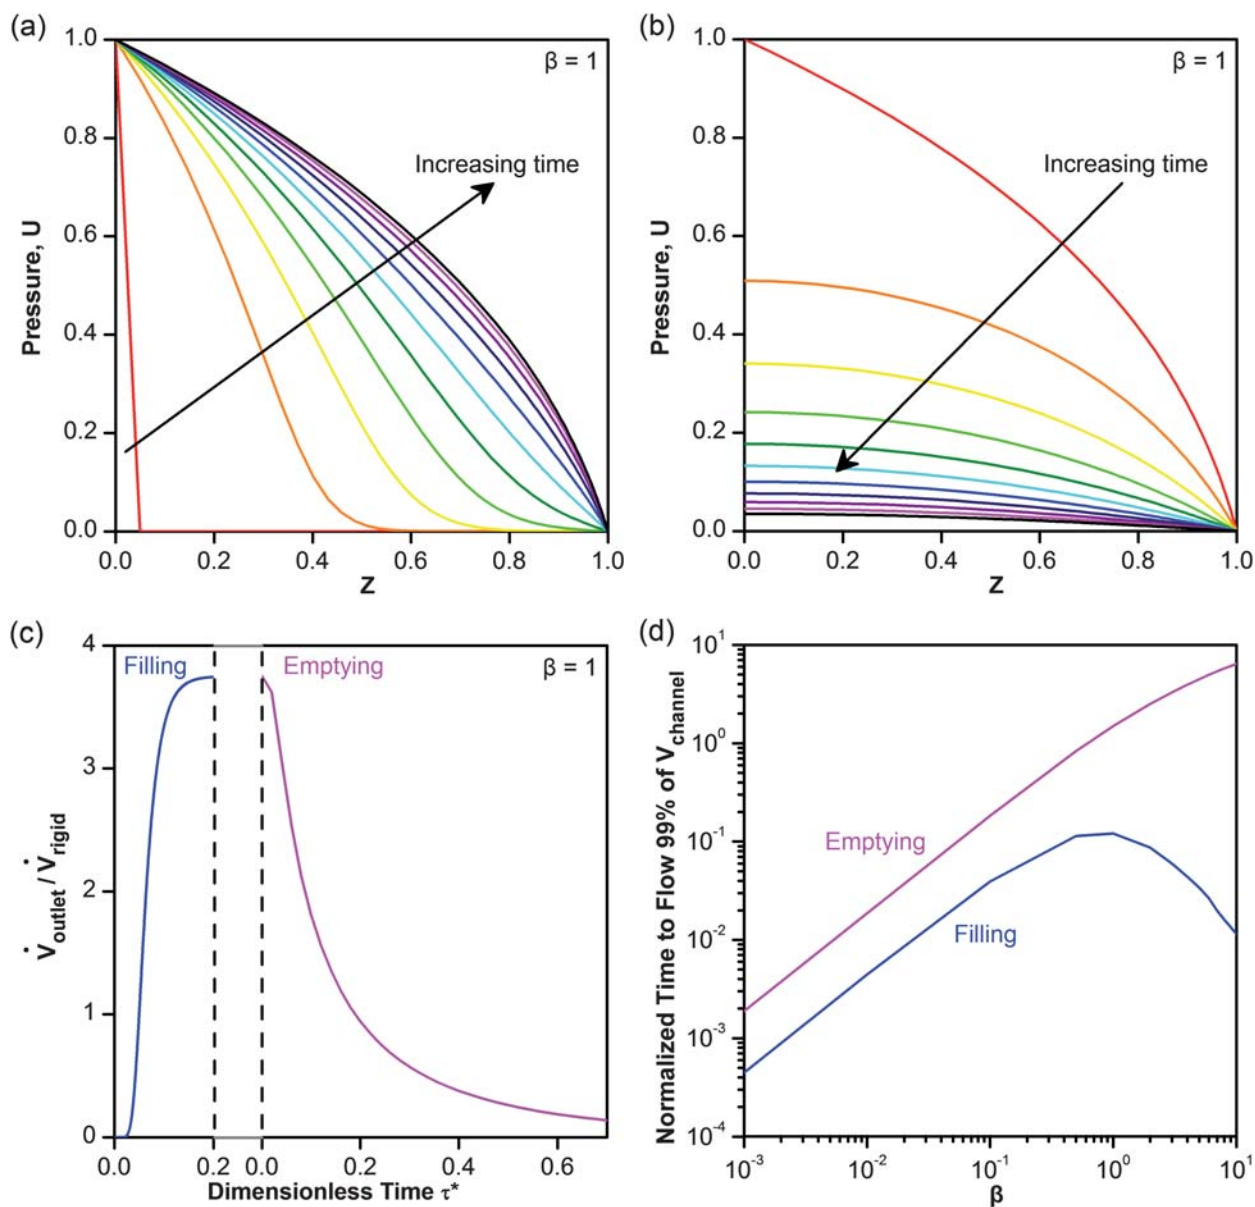 (a)
β = 1
Increasing time
Pressure, U
1.0
0.8
0.6
0.4
0.2
0.0
0.0 0.2 0.4 0.6 0.8 1.0
Z
(b)
β = 1
Increasing time
Pressure, U
1.0
0.8
0.6
0.4
0.2
0.0
0.0 0.2 0.4 0.6 0.8 1.0
Z
(c)
Filling Emptying β = 1
V̇outlet / V̇rigid
4
3
2
1
0
0.0 0.2 0.0 0.2 0.4 0.6
Dimensionless Time τ*
(d)
Normalized Time to Flow 99% of Vchannel
10¹
10⁰
10⁻¹
10⁻²
10⁻³
10⁻⁴
Emptying
Filling
10⁻³ 10⁻² 10⁻¹ 10⁰ 10¹
β